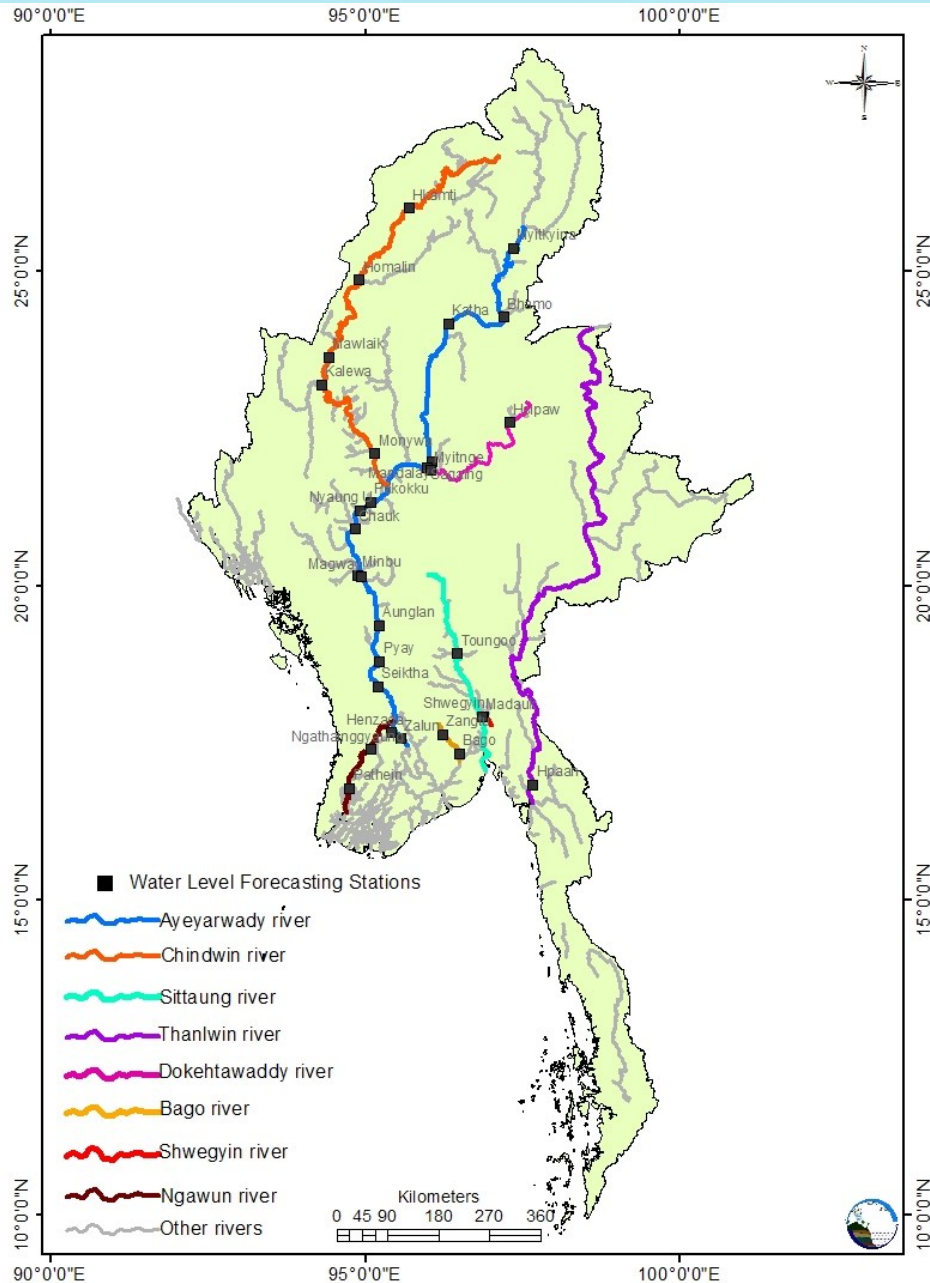 90°0'0"E 95°0'0"E 100°0'0"E
N
W E
S
Hkamti
Myitkyina
25°0'0"N 25°0'0"N
Homalin
Katha Bhamo
Mawlaik
Kalewa
Hsipaw
Monywa
Myitnge
Mandalay Sagaing
Nyaung U Pakokku
Chauk
Magway Minbu
20°0'0"N 20°0'0"N
Aunglan
Pyay Toungoo
Seiktha
Shwegyin Madauk
Henzada Zalun Zangtu
Bago
Pathein Hpaan
15°0'0"N 15°0'0"N
Water Level Forecasting Stations
Ayeyarwady river
Chindwin river
Sittaung river
Thanlwin river
Dokehtawaddy river
Bago river
Shwegyin river
Ngawun river
Other rivers
Kilometers
0 45 90 180 270 360
10°0'0"N 10°0'0"N
90°0'0"E 95°0'0"E 100°0'0"E